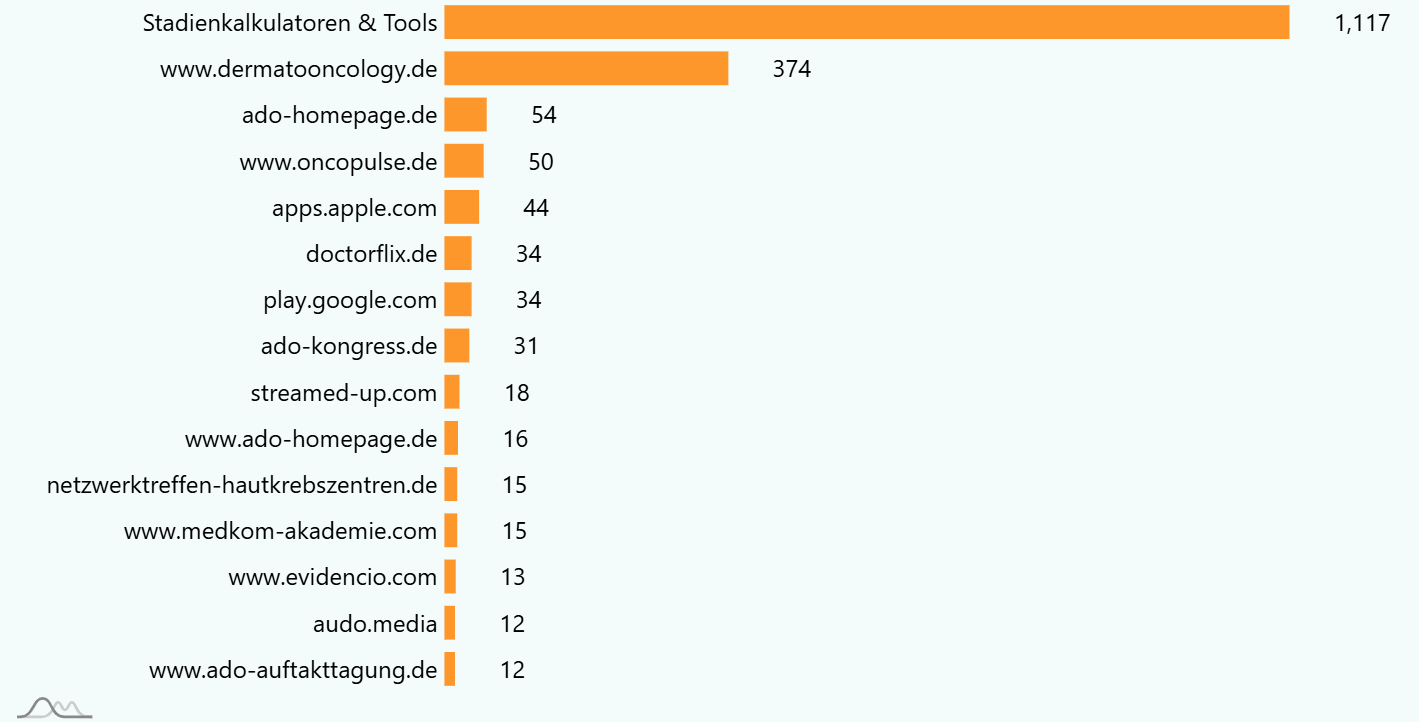 Stadienkalkulatoren & Tools 1,117
www.dermatooncology.de 374
ado-homepage.de 54
www.oncopulse.de 50
apps.apple.com 44
doctorflix.de 34
play.google.com 34
ado-kongress.de 31
streamed-up.com 18
www.ado-homepage.de 16
netzwerktreffen-hautkrebszentren.de 15
www.medkom-akademie.com 15
www.evidencio.com 13
audo.media 12
www.ado-auftakttagung.de 12